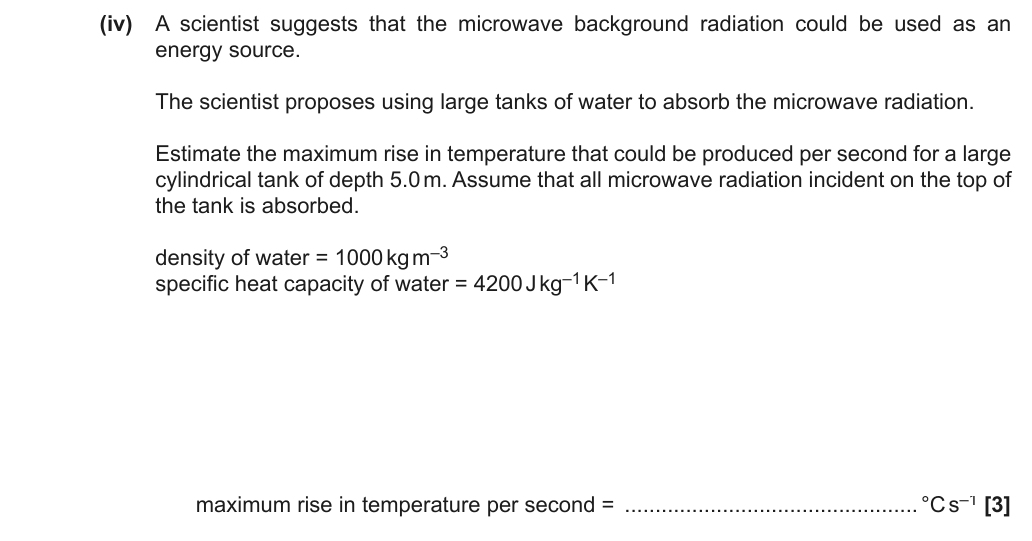 (iv) A scientist suggests that the microwave background radiation could be used as an
energy source.
The scientist proposes using large tanks of water to absorb the microwave radiation.
Estimate the maximum rise in temperature that could be produced per second for a large
cylindrical tank of depth 5.0 m. Assume that all microwave radiation incident on the top of
the tank is absorbed.
density of water = 1000 kg m⁻³
specific heat capacity of water = 4200 J kg⁻¹ K⁻¹
maximum rise in temperature per second = ................................................ °C s⁻¹ [3]